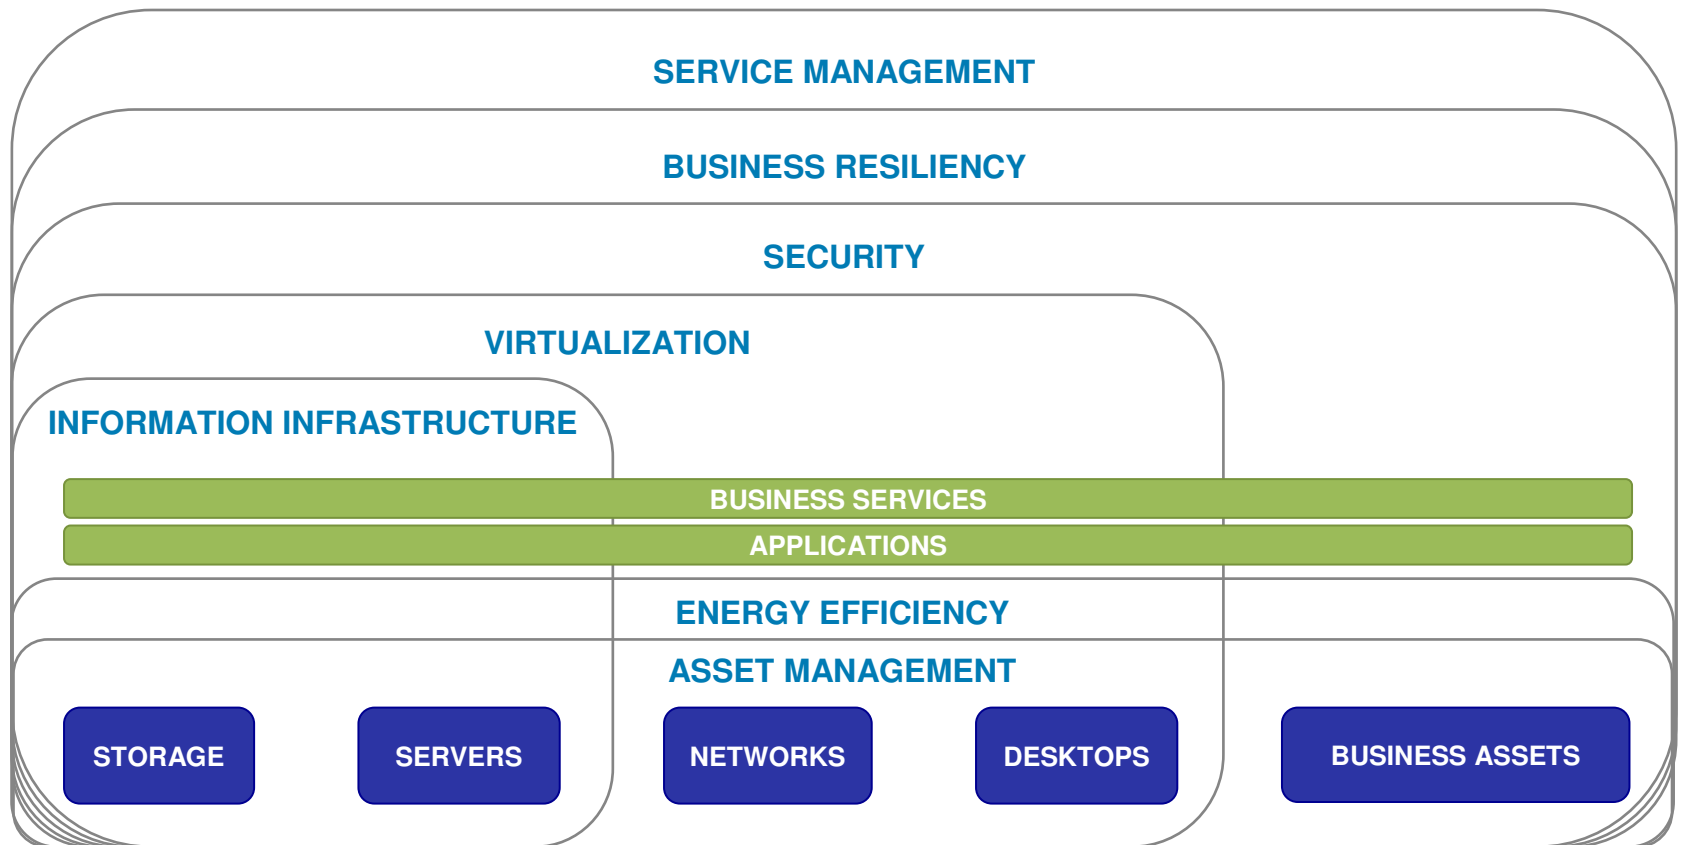 SERVICE MANAGEMENT
BUSINESS RESILIENCY
SECURITY
VIRTUALIZATION
INFORMATION INFRASTRUCTURE
BUSINESS SERVICES
APPLICATIONS
ENERGY EFFICIENCY
ASSET MANAGEMENT
STORAGE
SERVERS
NETWORKS
DESKTOPS
BUSINESS ASSETS